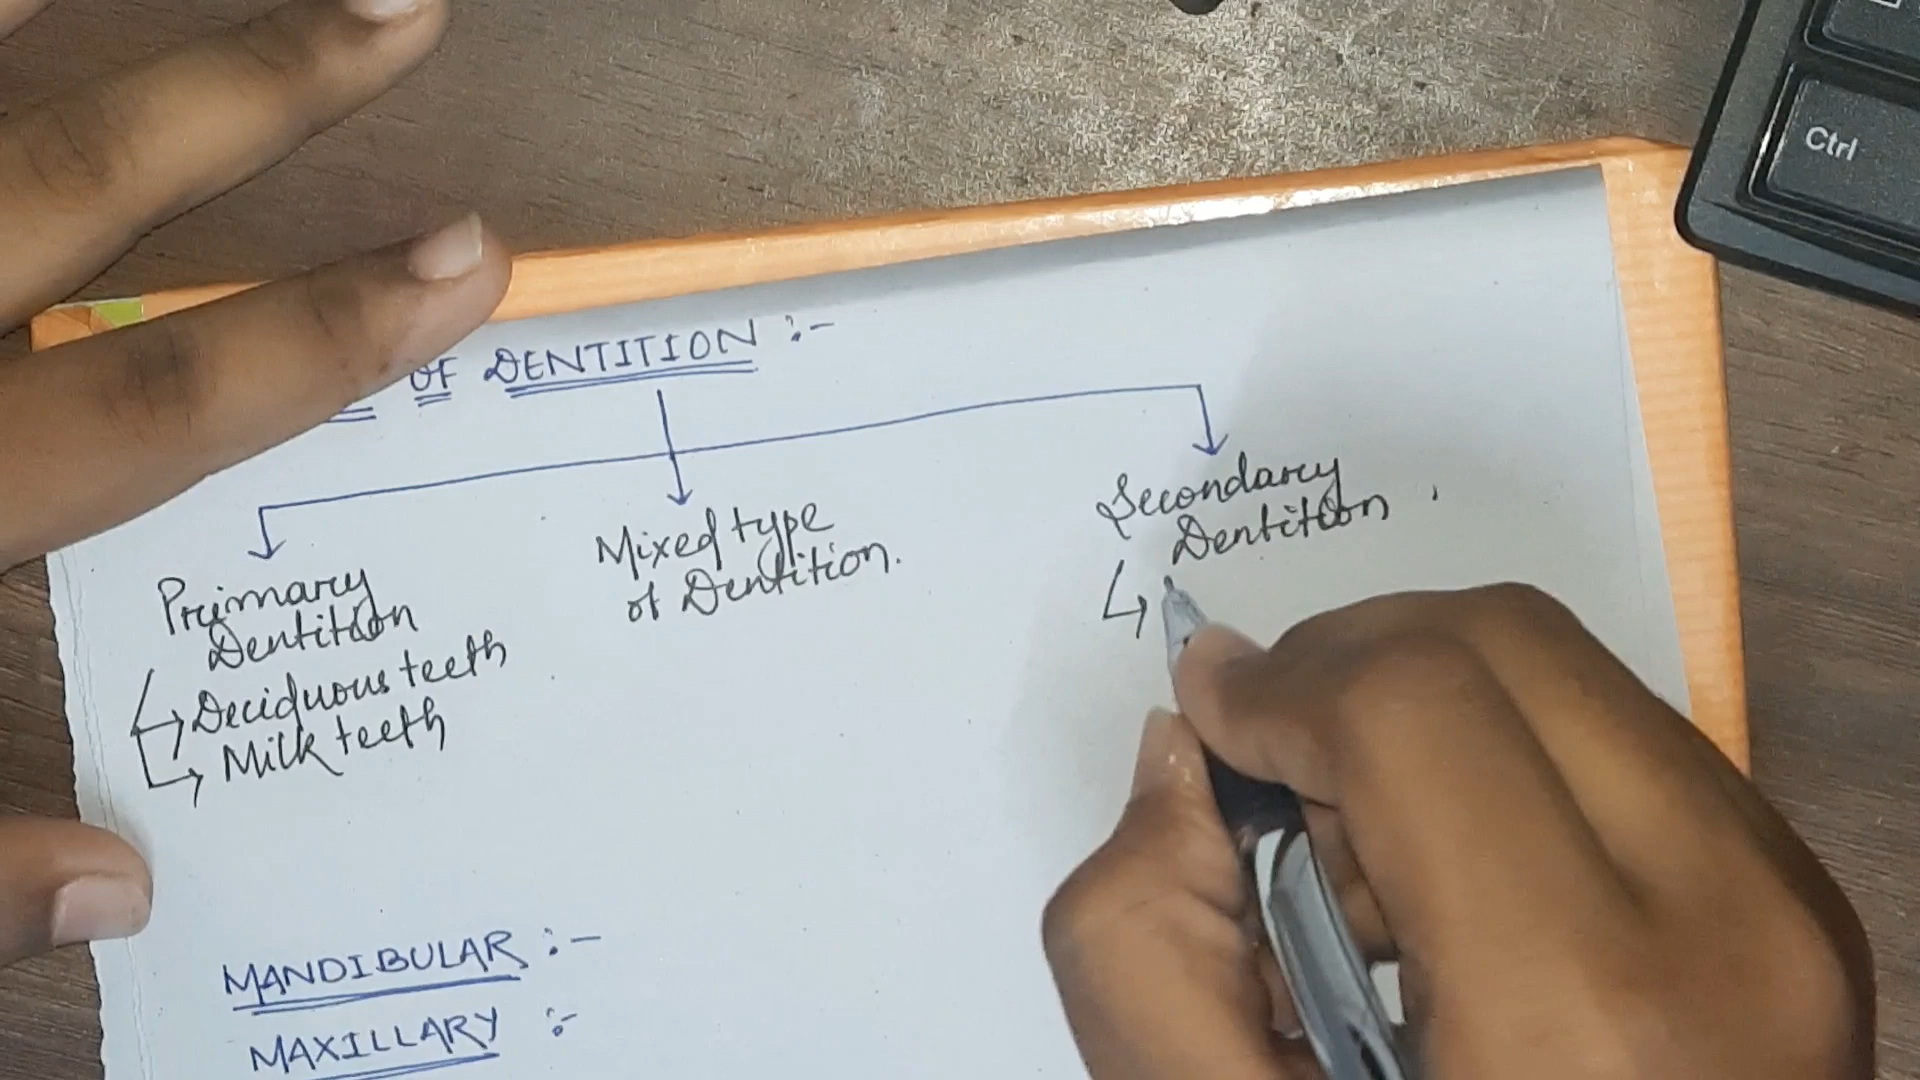 OF DENTITION :-
Primary
Dentition
Deciduous teeth
Milk teeth
Mixed type
of Dentition.
Secondary
Dentition
MANDIBULAR :-
MAXILLARY :-
Ctrl